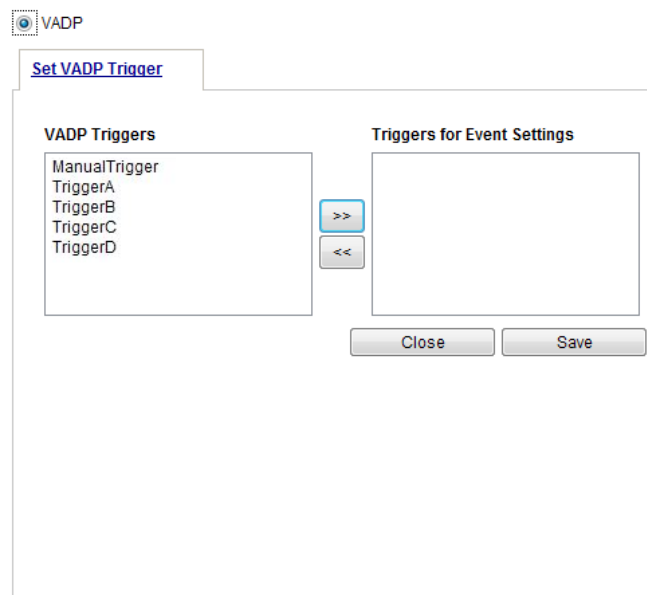 VADP
Set VADP Trigger
VADP Triggers
Triggers for Event Settings
ManualTrigger
TriggerA
TriggerB
TriggerC
TriggerD
>>
<<
Close
Save